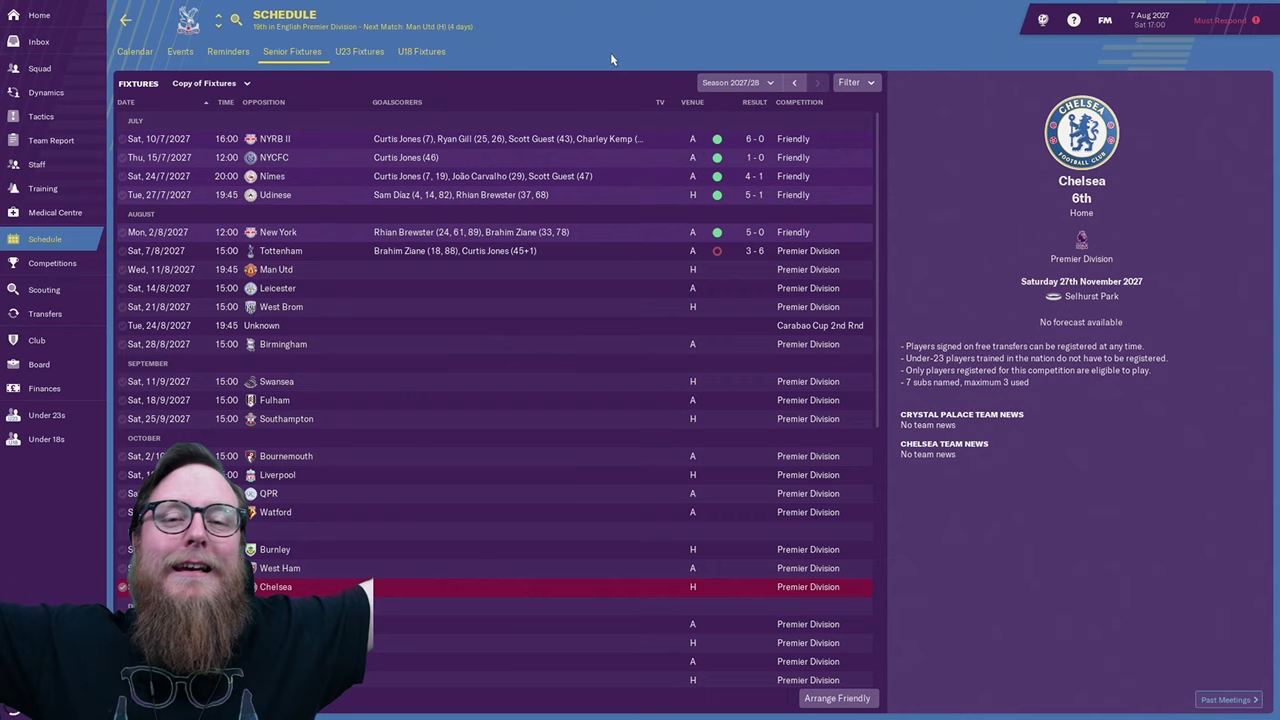 Home
Inbox
Squad
Dynamics
Tactics
Team Report
Staff
Training
Medical Centre
Schedule
Competitions
Scouting
Transfers
Club
Board
Finances
Under 23s
Under 18s
SCHEDULE
19th in English Premier Division - Next Match: Man Utd (H) (4 days)
FM
7 Aug 2027
Sat 17:00
Must Respond
Calendar Events Reminders Senior Fixtures U23 Fixtures U18 Fixtures
FIXTURES Copy of Fixtures Season 2027/28 Filter
DATE TIME OPPOSITION GOALSCORERS TV VENUE RESULT COMPETITION
JULY
Sat, 10/7/2027 16:00 NYRB II Curtis Jones (7), Ryan Gill (25, 26), Scott Guest (43), Charley Kemp (... A 6 - 0 Friendly
Thu, 15/7/2027 12:00 NYCFC Curtis Jones (46) A 1 - 0 Friendly
Sat, 24/7/2027 20:00 Nîmes Curtis Jones (7, 19), João Carvalho (29), Scott Guest (47) A 4 - 1 Friendly
Tue, 27/7/2027 19:45 Udinese Sam Díaz (4, 14, 82), Rhian Brewster (37, 68) H 5 - 1 Friendly
AUGUST
Mon, 2/8/2027 12:00 New York Rhian Brewster (24, 61, 89), Brahim Ziane (33, 78) A 5 - 0 Friendly
Sat, 7/8/2027 15:00 Tottenham Brahim Ziane (18, 88), Curtis Jones (45+1) A 3 - 6 Premier Division
Wed, 11/8/2027 19:45 Man Utd H Premier Division
Sat, 14/8/2027 15:00 Leicester A Premier Division
Sat, 21/8/2027 15:00 West Brom H Premier Division
Tue, 24/8/2027 19:45 Unknown Carabao Cup 2nd Rnd
Sat, 28/8/2027 15:00 Birmingham A Premier Division
SEPTEMBER
Sat, 11/9/2027 15:00 Swansea H Premier Division
Sat, 18/9/2027 15:00 Fulham A Premier Division
Sat, 25/9/2027 15:00 Southampton H Premier Division
OCTOBER
Sat, 2/10 15:00 Bournemouth A Premier Division
Liverpool H Premier Division
QPR A Premier Division
Watford A Premier Division
Burnley H Premier Division
West Ham A Premier Division
Chelsea H Premier Division
A Premier Division
H Premier Division
A Premier Division
H Premier Division
Arrange Friendly
CHELSEA
FOOTBALL CLUB
Chelsea
6th
Home
Premier Division
Saturday 27th November 2027
Selhurst Park
No forecast available
- Players signed on free transfers can be registered at any time.
- Under-23 players trained in the nation do not have to be registered.
- Only players registered for this competition are eligible to play.
- 7 subs named, maximum 3 used
CRYSTAL PALACE TEAM NEWS
No team news
CHELSEA TEAM NEWS
No team news
Past Meetings